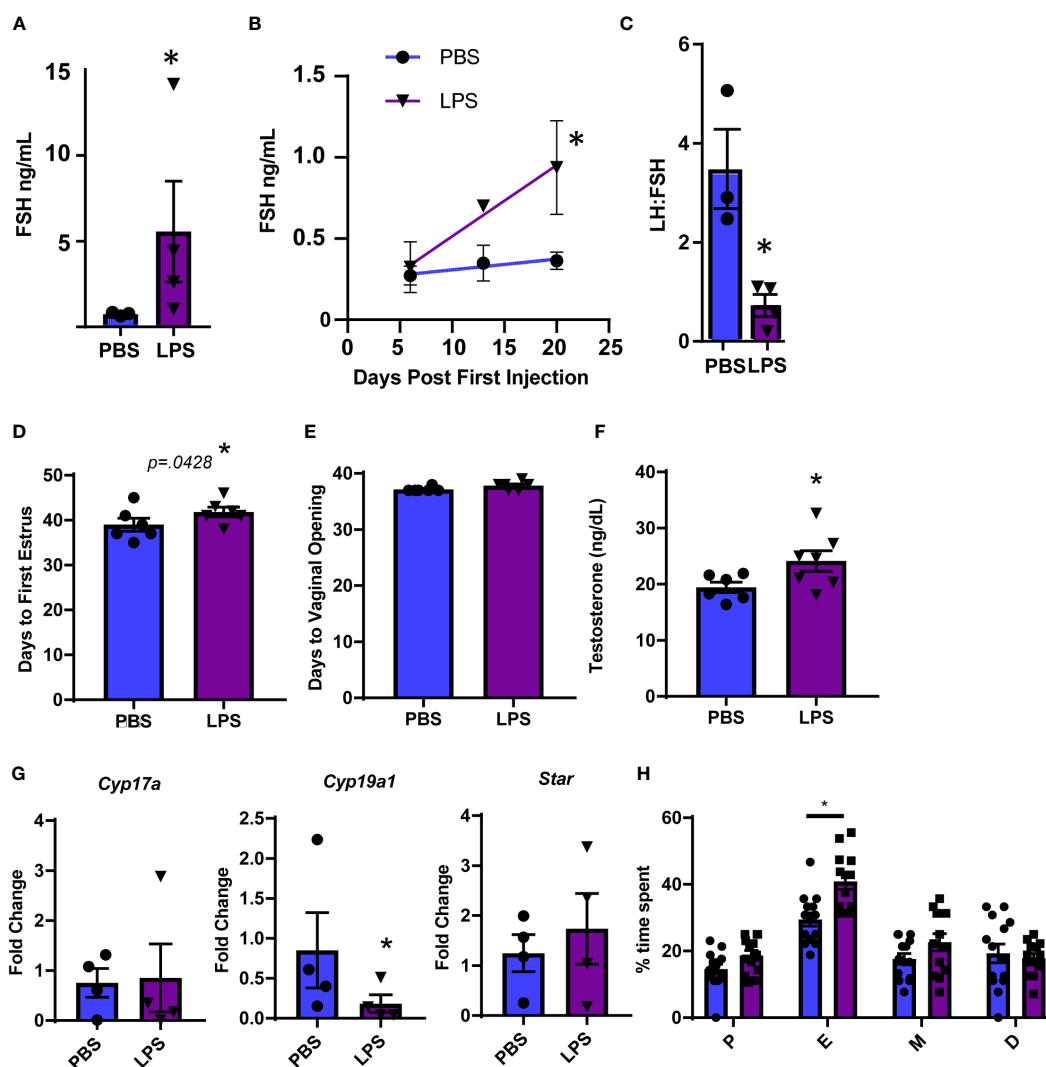 A
FSH ng/mL
15
10
5
*
PBS
LPS
B
PBS
LPS
FSH ng/mL
1.5
1.0
0.5
0
*
0 5 10 15 20 25
Days Post First Injection
C
LH:FSH
6
4
2
0
*
PBS LPS
D
Days to First Estrus
50
40
30
20
10
0
p=.0428
*
PBS LPS
E
Days to Vaginal Opening
40
30
20
10
0
PBS LPS
F
Testosterone (ng/dL)
40
30
20
10
0
*
PBS LPS
G
Cyp17a
Fold Change
4
3
2
1
0
PBS LPS
Cyp19a1
Fold Change
2.5
2.0
1.5
1.0
0.5
0.0
*
PBS LPS
Star
Fold Change
4
3
2
1
0
PBS LPS
H
% time spent
60
40
20
0
*
P E M D